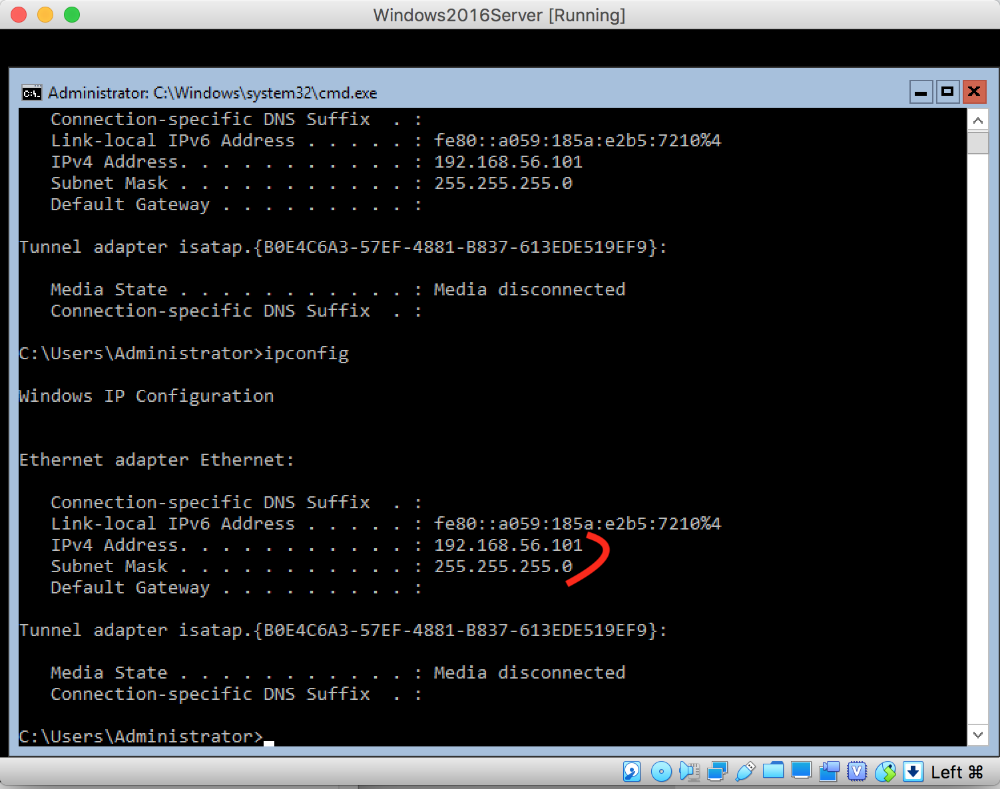 Windows2016Server [Running]
Administrator: C:\Windows\system32\cmd.exe
Connection-specific DNS Suffix  . :
Link-local IPv6 Address . . . . . : fe80::a059:185a:e2b5:7210%4
IPv4 Address. . . . . . . . . . . : 192.168.56.101
Subnet Mask . . . . . . . . . . . : 255.255.255.0
Default Gateway . . . . . . . . . :
Tunnel adapter isatap.{B0E4C6A3-57EF-4881-B837-613EDE519EF9}:
Media State . . . . . . . . . . . : Media disconnected
Connection-specific DNS Suffix  . :
C:\Users\Administrator>ipconfig
Windows IP Configuration
Ethernet adapter Ethernet:
Connection-specific DNS Suffix  . :
Link-local IPv6 Address . . . . . : fe80::a059:185a:e2b5:7210%4
IPv4 Address. . . . . . . . . . . : 192.168.56.101
Subnet Mask . . . . . . . . . . . : 255.255.255.0
Default Gateway . . . . . . . . . :
Tunnel adapter isatap.{B0E4C6A3-57EF-4881-B837-613EDE519EF9}:
Media State . . . . . . . . . . . : Media disconnected
Connection-specific DNS Suffix  . :
C:\Users\Administrator>
Left ⌘